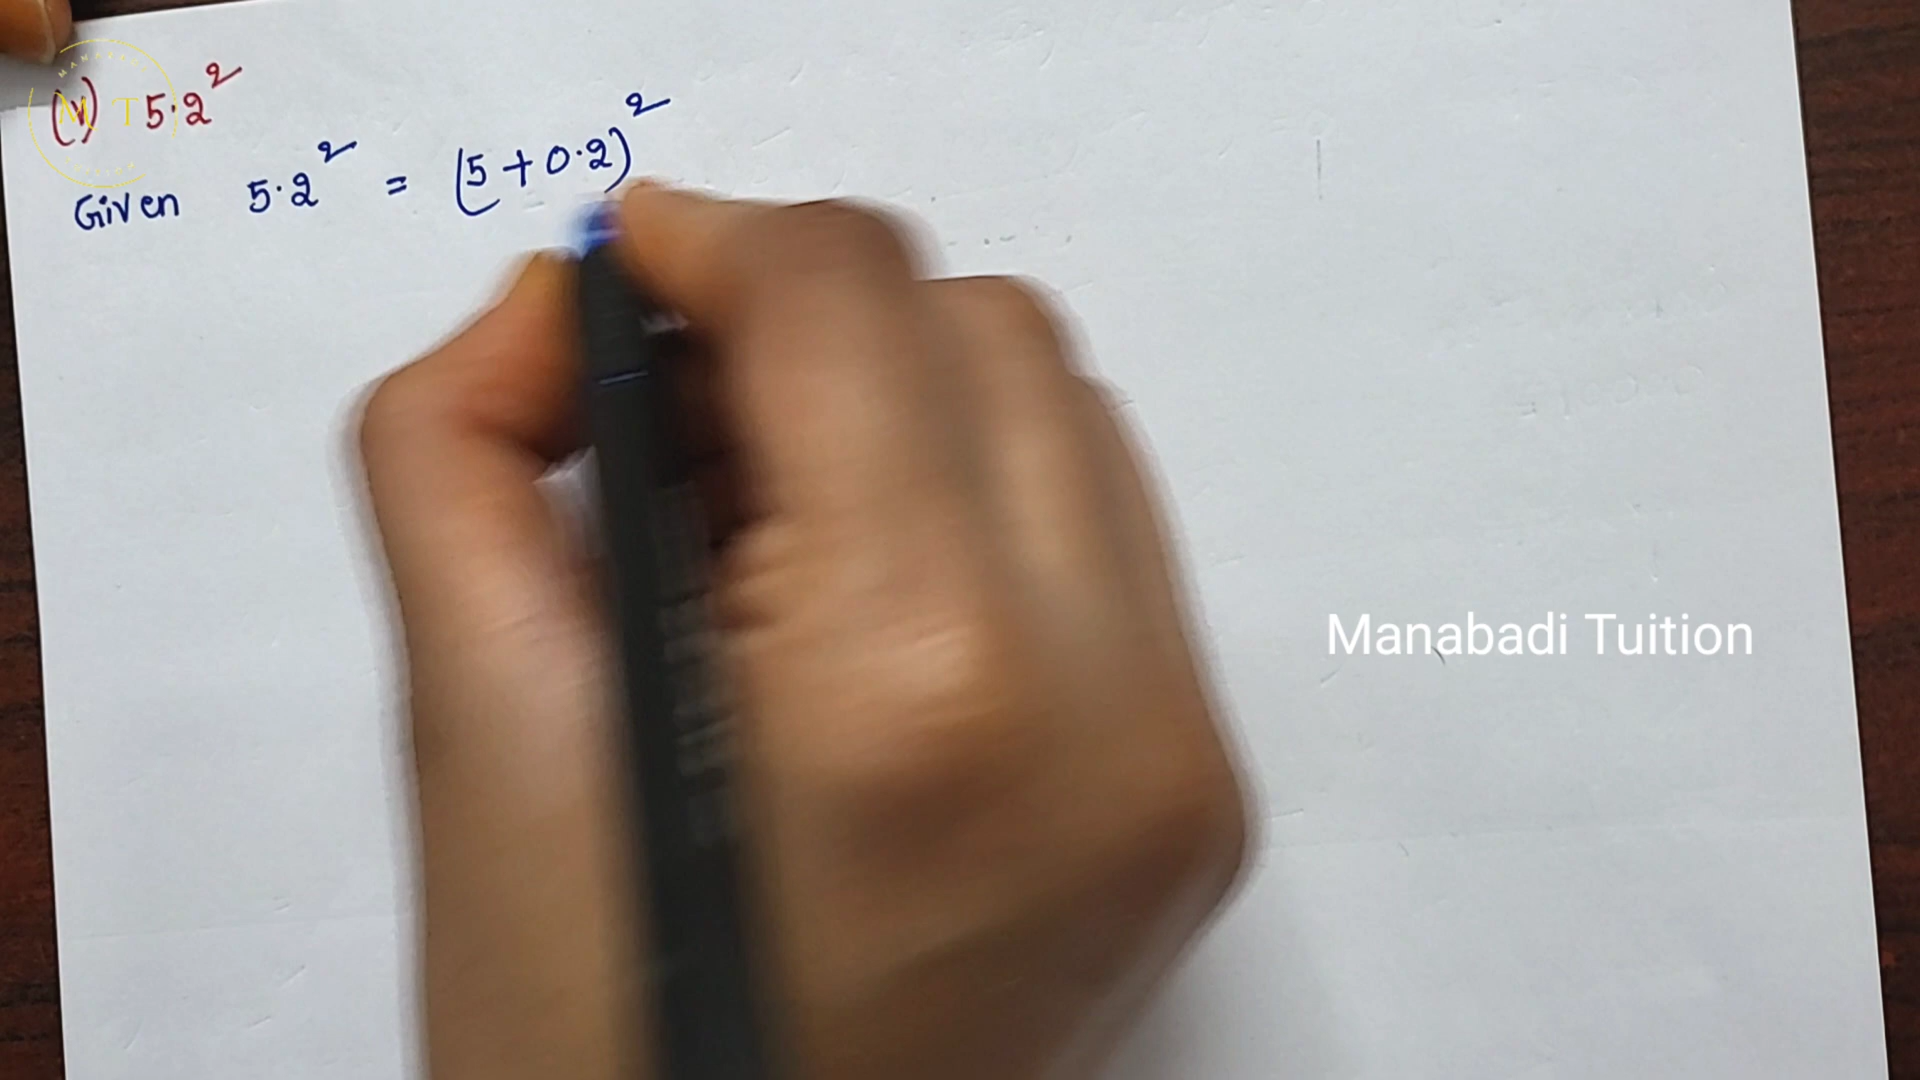 (v) 5.2²
Given 5.2² = (5 + 0.2)²
M T
Manabadi Tuition